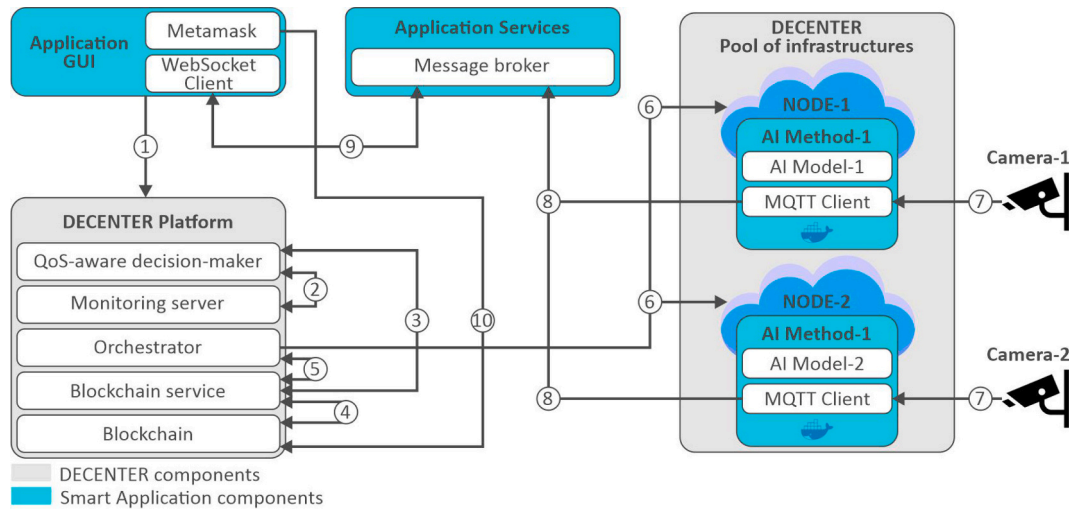 Application
GUI
Metamask
WebSocket
Client
Application Services
Message broker
DECENTER
Pool of infrastructures
6
NODE-1
AI Method-1
AI Model-1
MQTT Client
Camera-1
7
8
1
9
DECENTER Platform
QoS-aware decision-maker
Monitoring server
Orchestrator
Blockchain service
Blockchain
2
3
10
5
4
6
NODE-2
AI Method-1
AI Model-2
MQTT Client
Camera-2
7
8
DECENTER components
Smart Application components